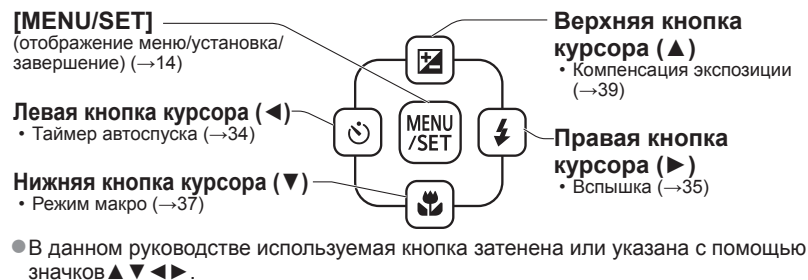 [MENU/SET]
(отображение меню/установка/
завершение) (→14)
Левая кнопка курсора (◀)
• Таймер автоспуска (→34)
Нижняя кнопка курсора (▼)
• Режим макро (→37)
MENU
/SET
Верхняя кнопка
курсора (▲)
• Компенсация экспозиции
(→39)
Правая кнопка
курсора (▶)
• Вспышка (→35)
●В данном руководстве используемая кнопка затенена или указана с помощью
значков▲▼◀▶.